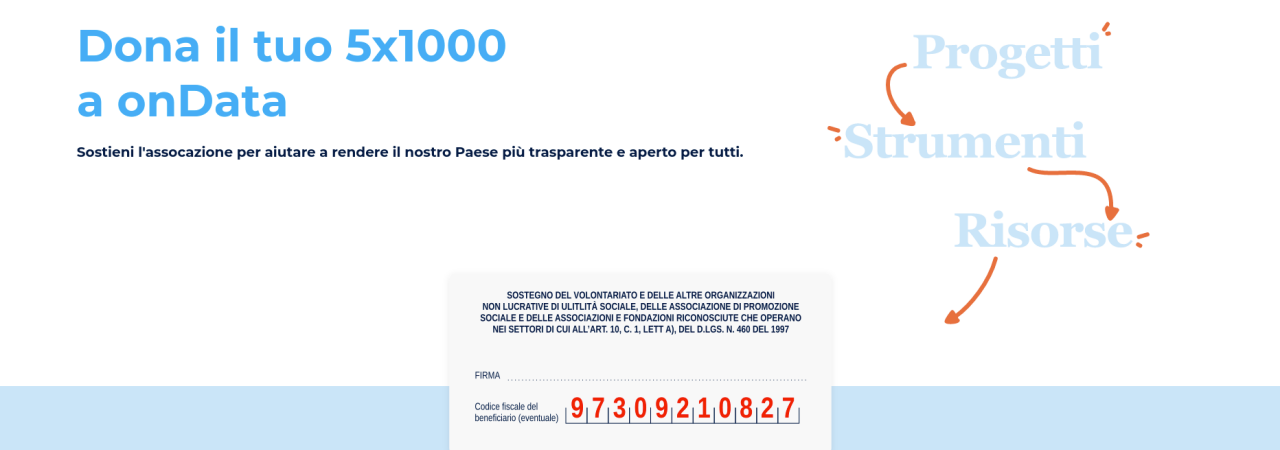 Dona il tuo 5x1000
a onData
Sostieni l'assocazione per aiutare a rendere il nostro Paese più trasparente e aperto per tutti.
Progetti
Strumenti
Risorse
SOSTEGNO DEL VOLONTARIATO E DELLE ALTRE ORGANIZZAZIONI
NON LUCRATIVE DI ULITLITÁ SOCIALE, DELLE ASSOCIAZIONE DI PROMOZIONE
SOCIALE E DELLE ASSOCIAZIONI E FONDAZIONI RICONOSCIUTE CHE OPERANO
NEI SETTORI DI CUI ALL'ART. 10, C. 1, LETT A), DEL D.LGS. N. 460 DEL 1997
FIRMA
Codice fiscale del
beneficiario (eventuale)
97309210827